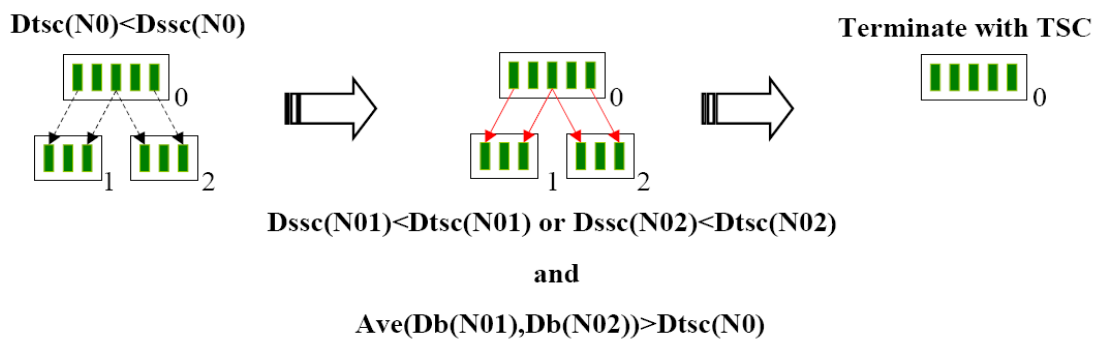 Dtsc(N0)<Dssc(N0)
Terminate with TSC
0
0
0
1
2
1
2
Dssc(N01)<Dtsc(N01) or Dssc(N02)<Dtsc(N02)
and
Ave(Db(N01),Db(N02))>Dtsc(N0)